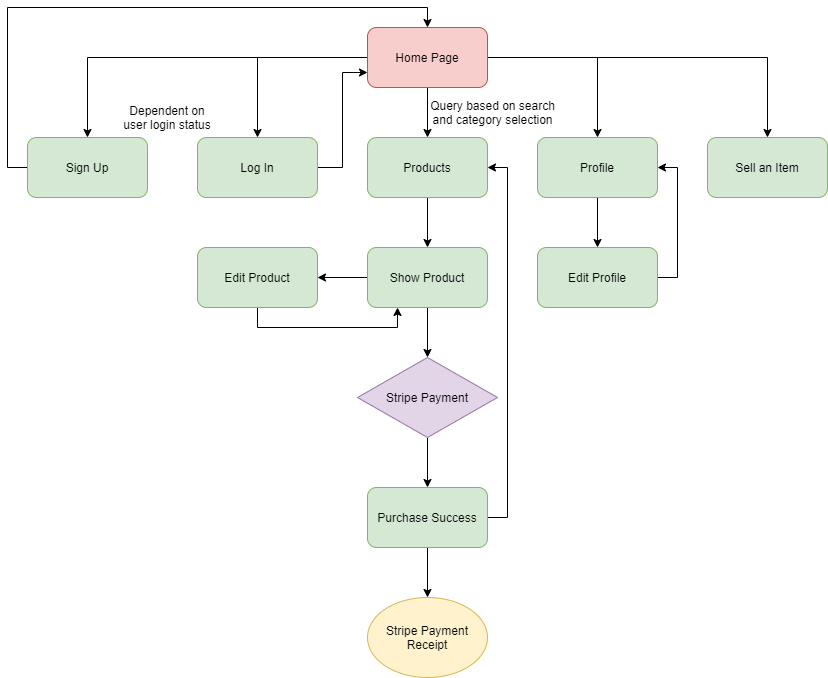 Home Page
Dependent on
user login status
Query based on search
and category selection
Sign Up
Log In
Products
Profile
Sell an Item
Edit Product
Show Product
Edit Profile
Stripe Payment
Purchase Success
Stripe Payment
Receipt